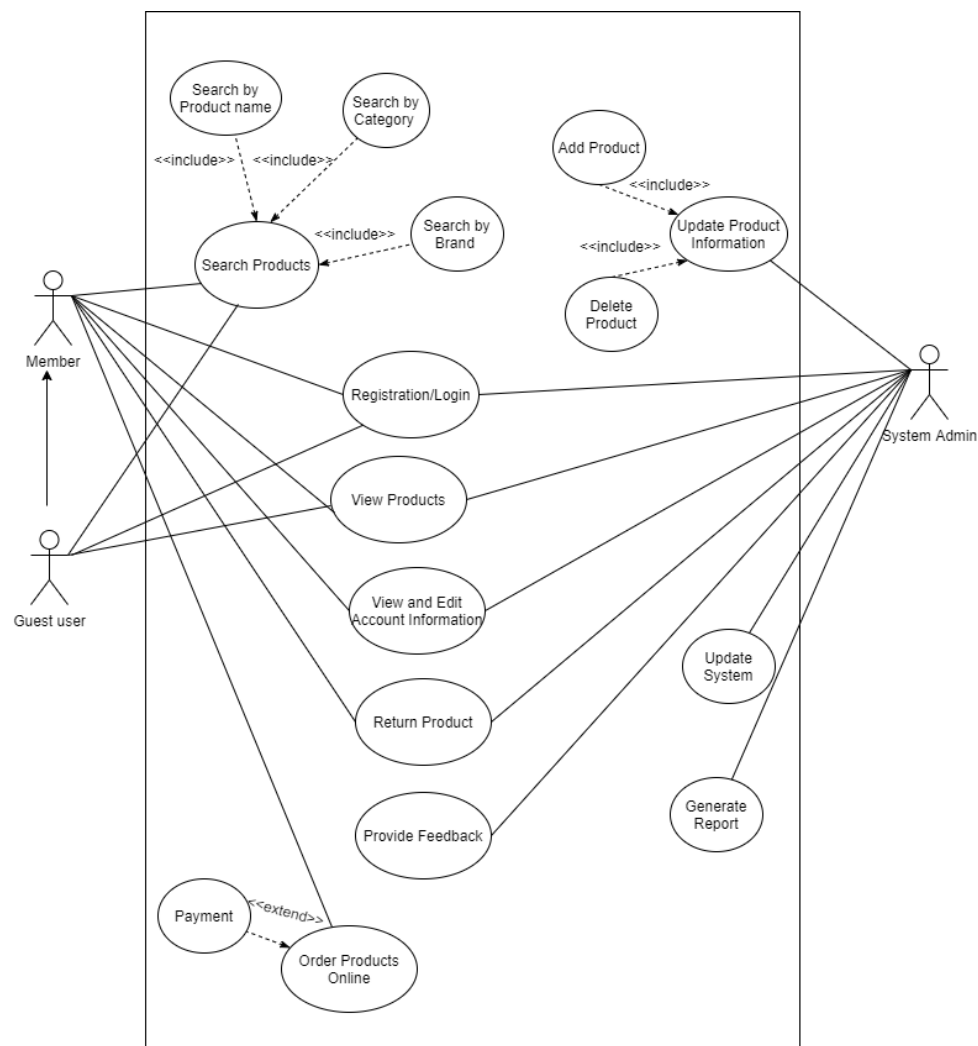 Search by
Product name
Search by
Category
<<include>>
<<include>>
Add Product
<<include>>
Search by
Brand
<<include>>
Update Product
Information
<<include>>
Search Products
Delete
Product
Member
Registration/Login
System Admin
View Products
Guest user
View and Edit
Account Information
Update
System
Return Product
Generate
Report
Provide Feedback
Payment
<<extend>>
Order Products
Online